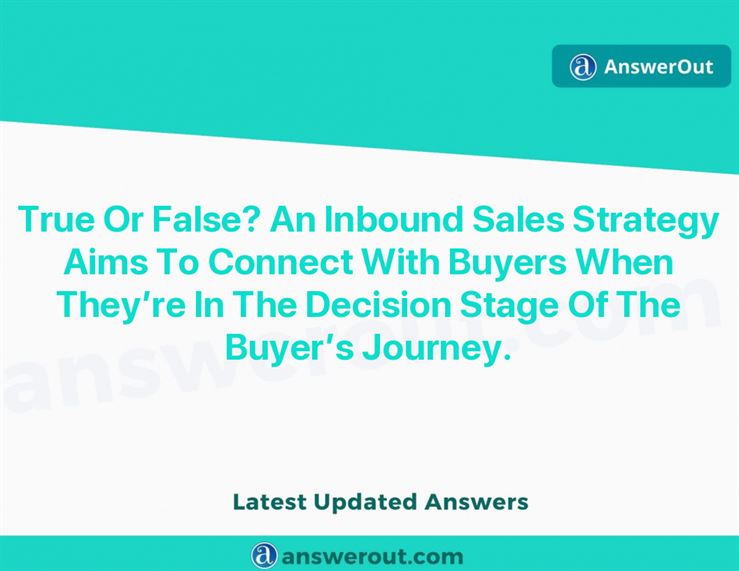 AnswerOut
True Or False? An Inbound Sales Strategy
Aims To Connect With Buyers When
They’re In The Decision Stage Of The
Buyer’s Journey.
answerout.com
Latest Updated Answers
answerout.com